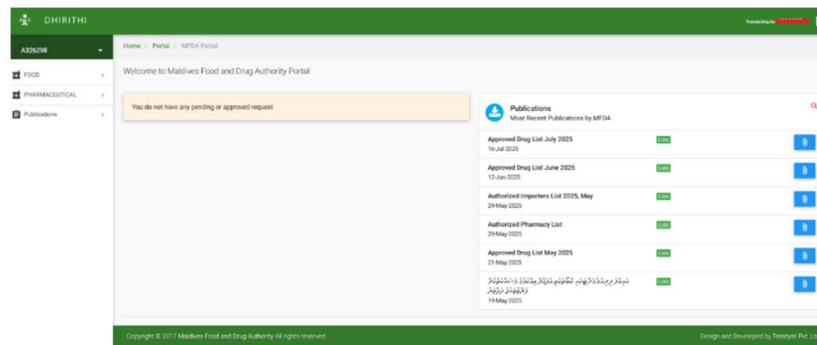 DHIRITHI
Transacting as
A326298
Home / Portal / MFDA Portal
FOOD
PHARMACEUTICAL
Publications
Welcome to Maldives Food and Drug Authority Portal
You do not have any pending or approved request
Publications
Most Recent Publications by MFDA
Approved Drug List July 2025
16-Jul-2025
Approved Drug List June 2025
12-Jun-2025
Authorized Importers List 2025, May
29-May-2025
Authorized Pharmacy List
29-May-2025
Approved Drug List May 2025
21-May-2025
19-May-2025
Copyright © 2017 Maldives Food and Drug Authority All rights reserved.
Design and Developed by Terabyte Pvt.